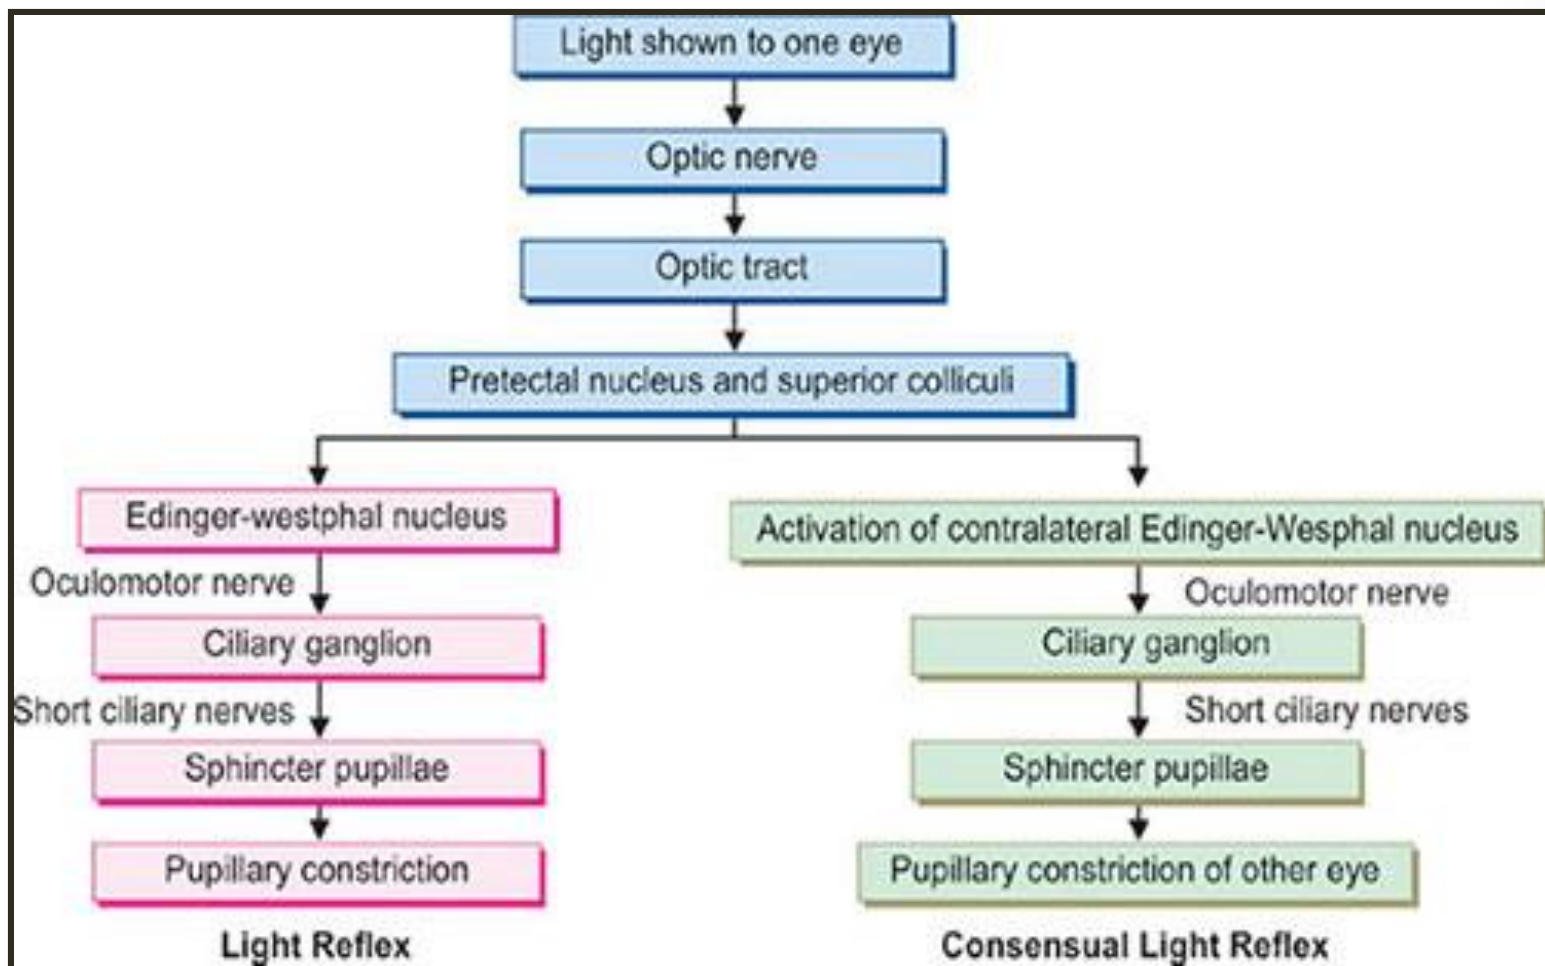 Light shown to one eye
Optic nerve
Optic tract
Pretectal nucleus and superior colliculi
Edinger-westphal nucleus
Oculomotor nerve
Ciliary ganglion
Short ciliary nerves
Sphincter pupillae
Pupillary constriction
Light Reflex
Activation of contralateral Edinger-Wesphal nucleus
Oculomotor nerve
Ciliary ganglion
Short ciliary nerves
Sphincter pupillae
Pupillary constriction of other eye
Consensual Light Reflex